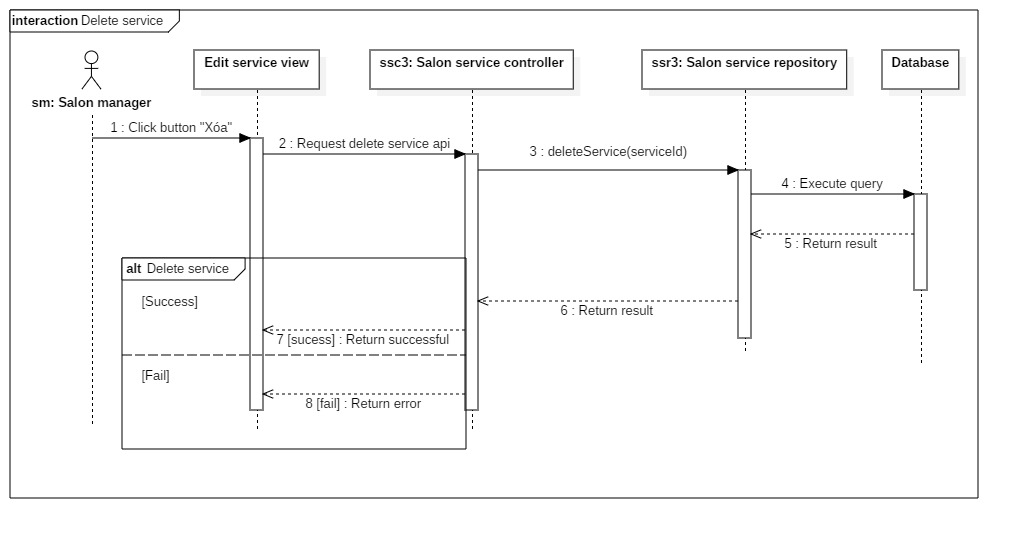 interaction Delete service
Edit service view
ssc3: Salon service controller
ssr3: Salon service repository
Database
sm: Salon manager
1 : Click button "Xóa"
2 : Request delete service api
3 : deleteService(serviceId)
4 : Execute query
5 : Return result
alt Delete service
[Success]
6 : Return result
7 [sucess] : Return successful
[Fail]
8 [fail] : Return error